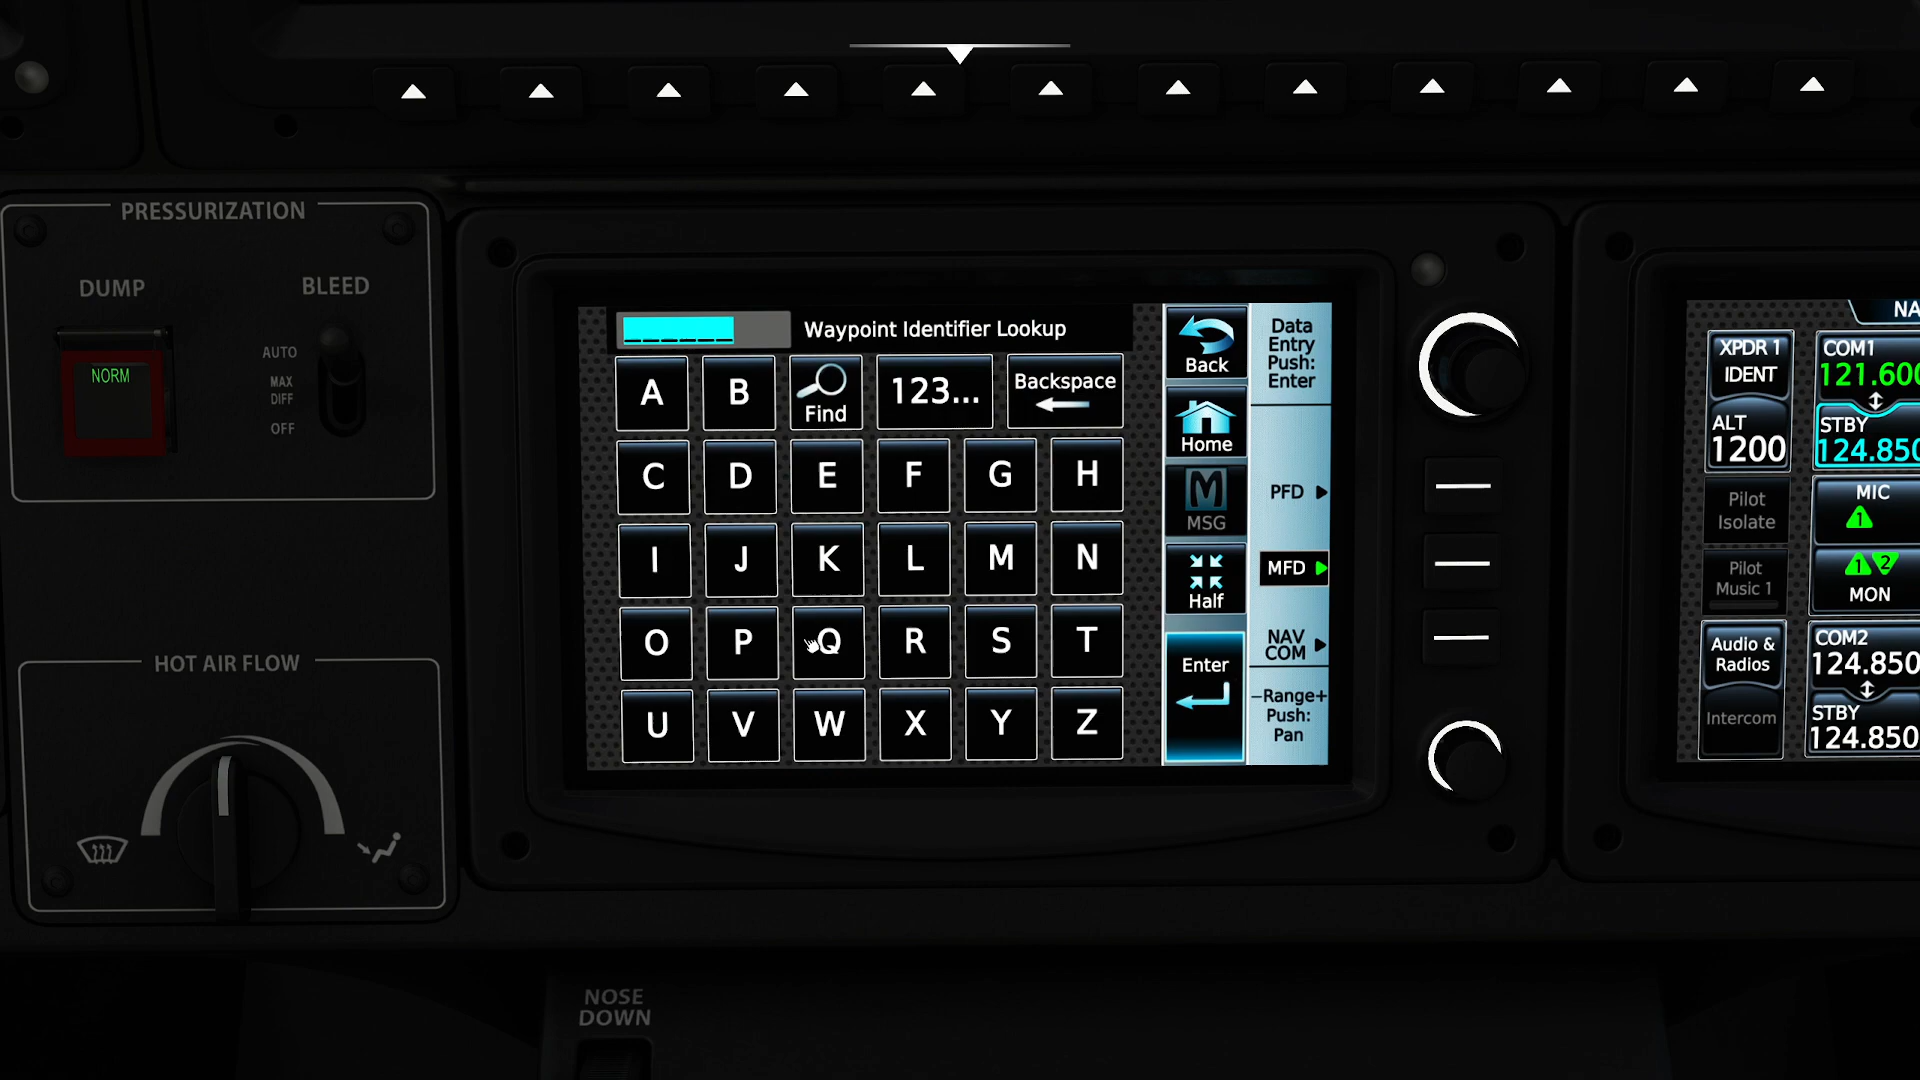 PRESSURIZATION
DUMP
BLEED
NORM
AUTO
MAX
DIFF
OFF
HOT AIR FLOW
Waypoint Identifier Lookup
A
B
Find
123...
Backspace
C
D
E
F
G
H
I
J
K
L
M
N
O
P
Q
R
S
T
U
V
W
X
Y
Z
Back
Home
MSG
Half
Enter
Data
Entry
Push:
Enter
PFD
MFD
NAV
COM
−Range+
Push:
Pan
XPDR 1
IDENT
ALT
1200
Pilot
Isolate
Pilot
Music 1
Audio &
Radios
Intercom
NA
COM1
121.600
STBY
124.850
MIC
1
1 2
MON
COM2
124.850
STBY
124.850
NOSE
DOWN